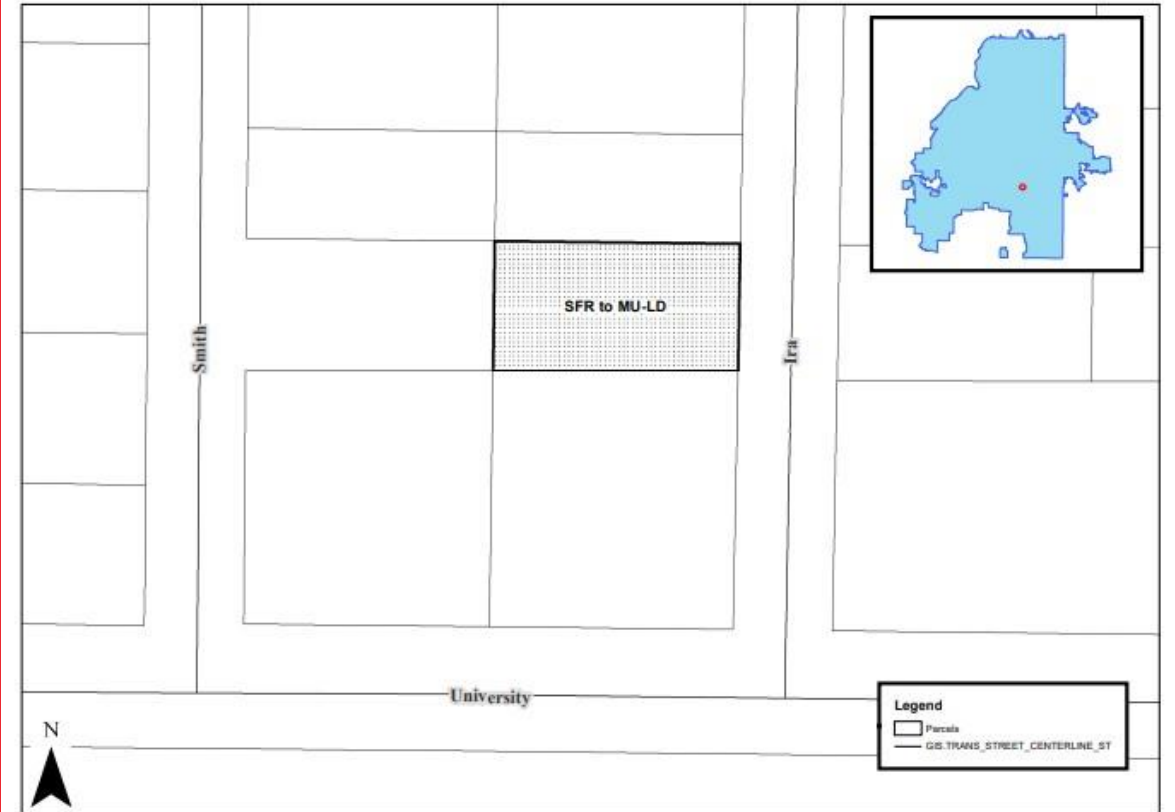 SFR to MU-LD
Smith
Ira
University
N
Legend
Parcels
GIS.TRANS_STREET_CENTERLINE_ST